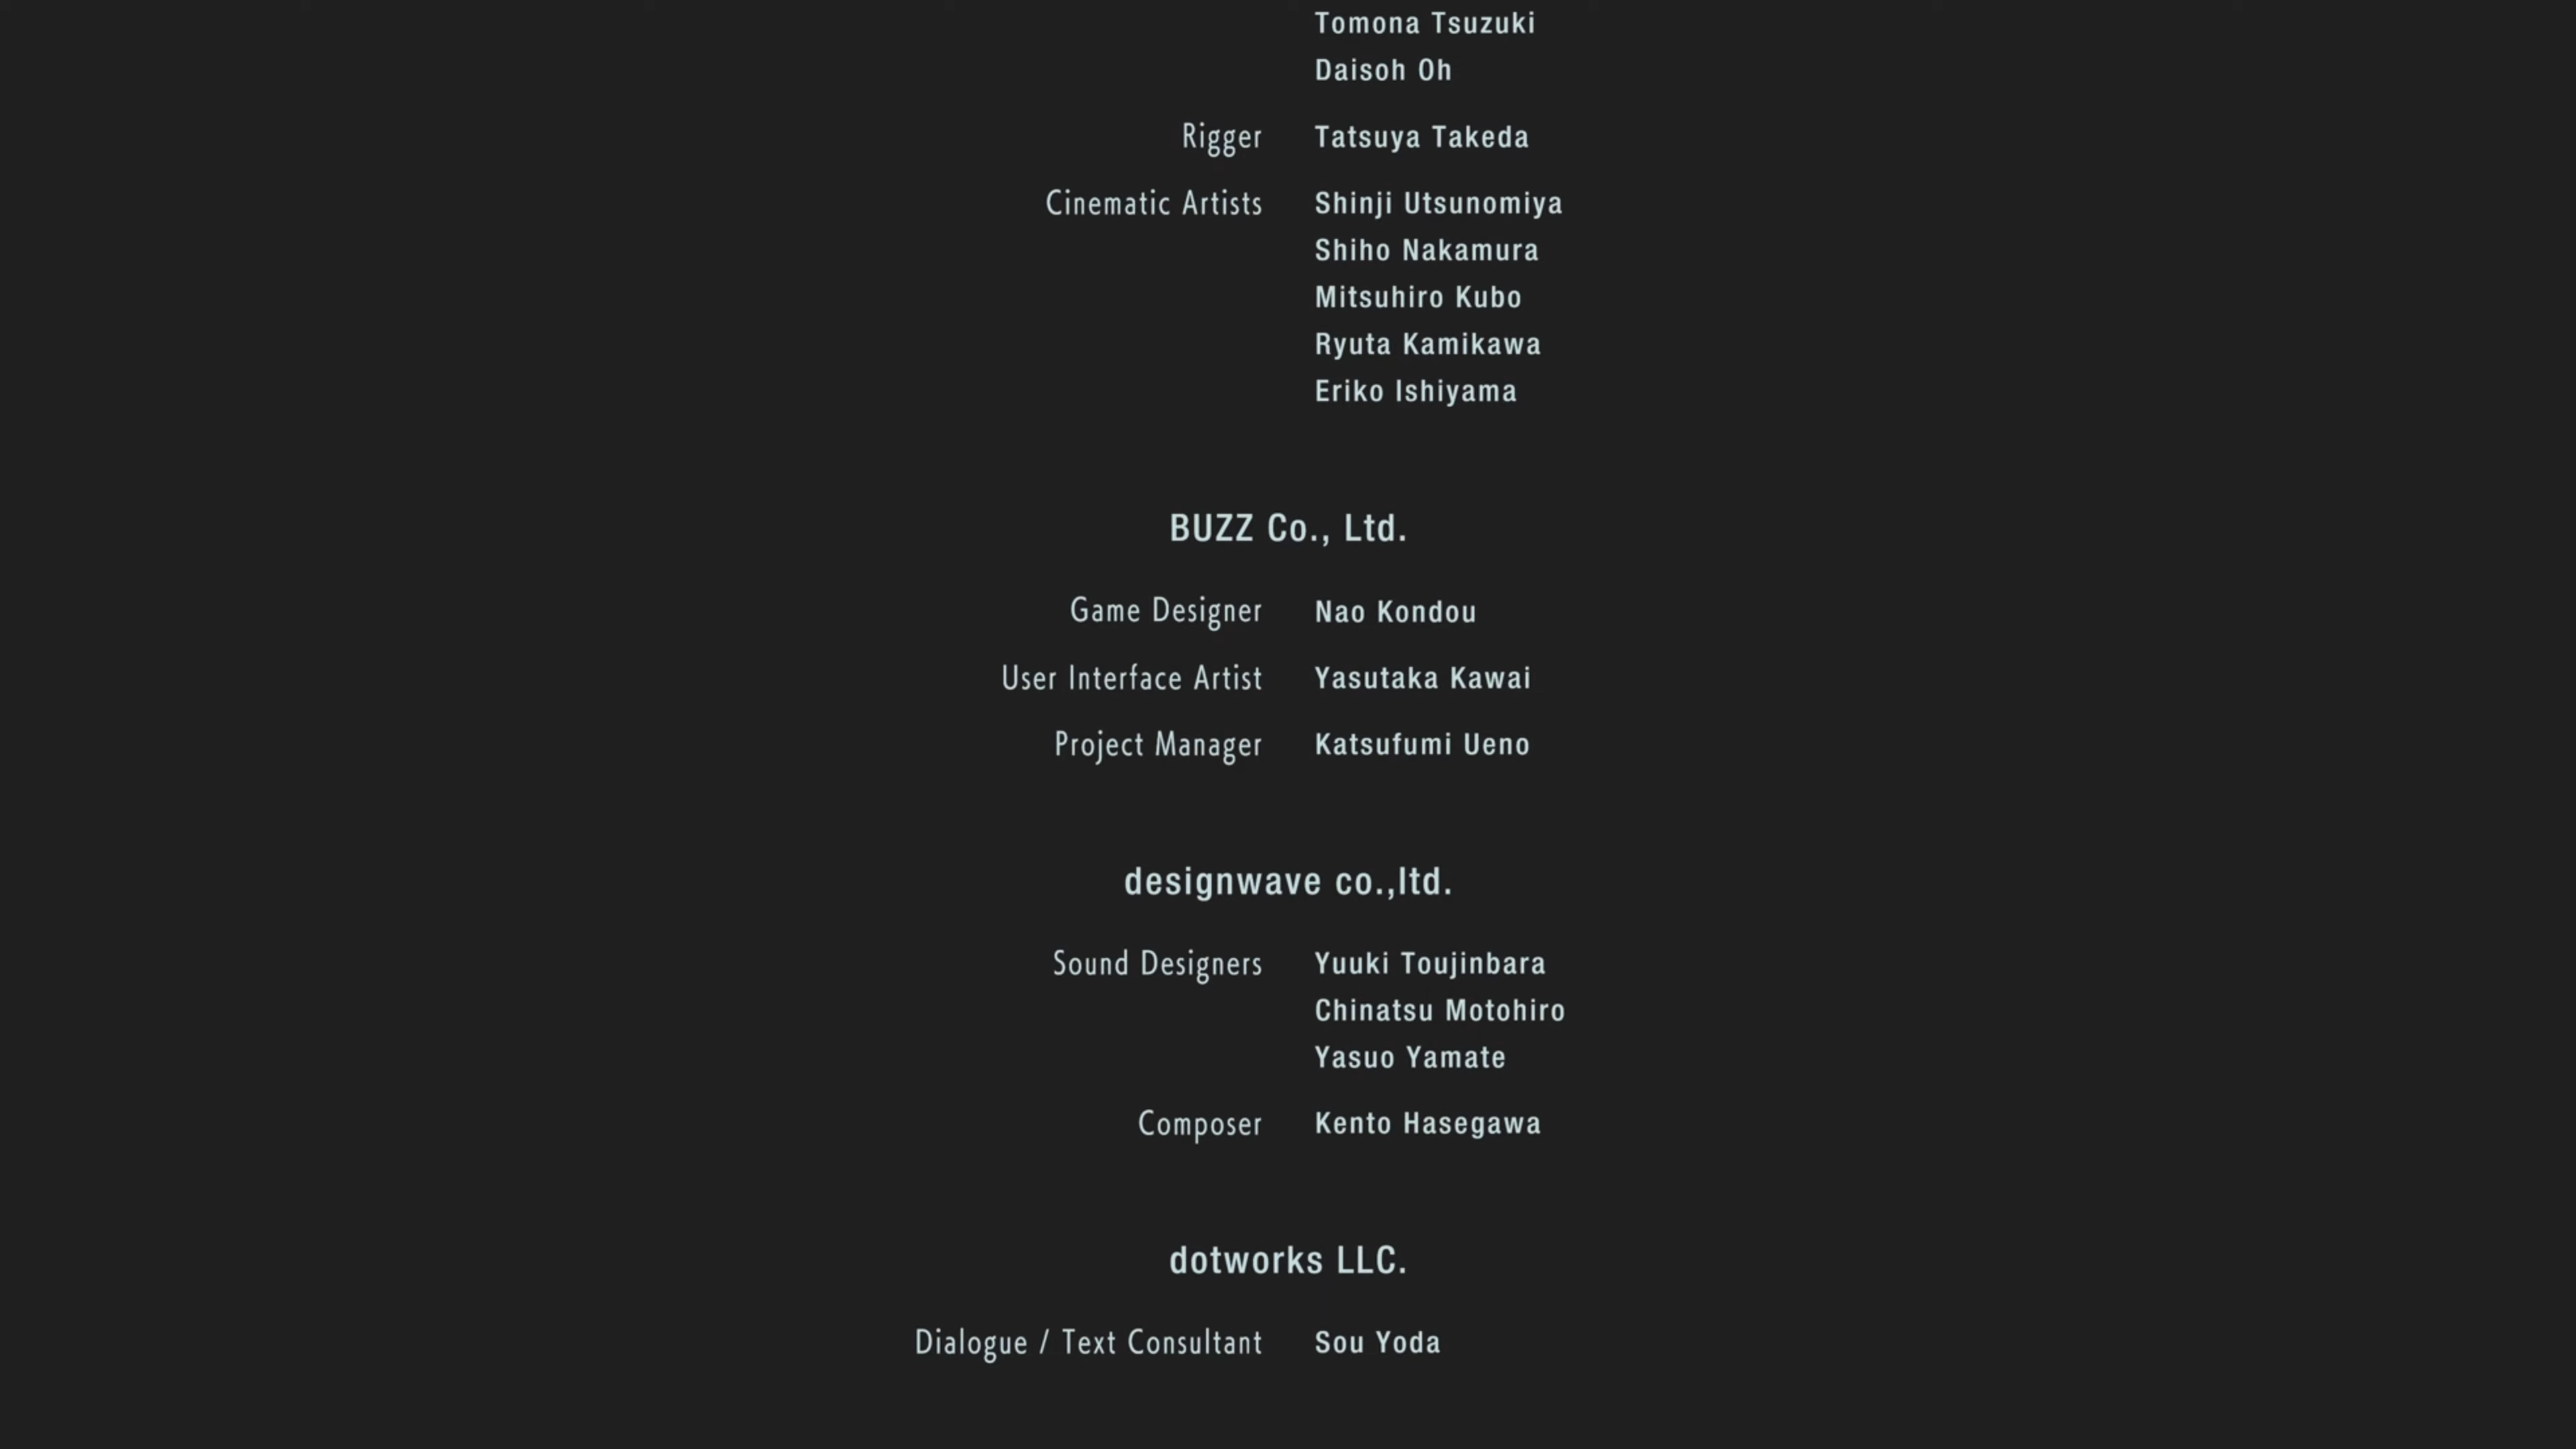 Tomona Tsuzuki
Daisoh Oh
Rigger Tatsuya Takeda
Cinematic Artists Shinji Utsunomiya
Shiho Nakamura
Mitsuhiro Kubo
Ryuta Kamikawa
Eriko Ishiyama
BUZZ Co., Ltd.
Game Designer Nao Kondou
User Interface Artist Yasutaka Kawai
Project Manager Katsufumi Ueno
designwave co.,ltd.
Sound Designers Yuuki Toujinbara
Chinatsu Motohiro
Yasuo Yamate
Composer Kento Hasegawa
dotworks LLC.
Dialogue / Text Consultant Sou Yoda